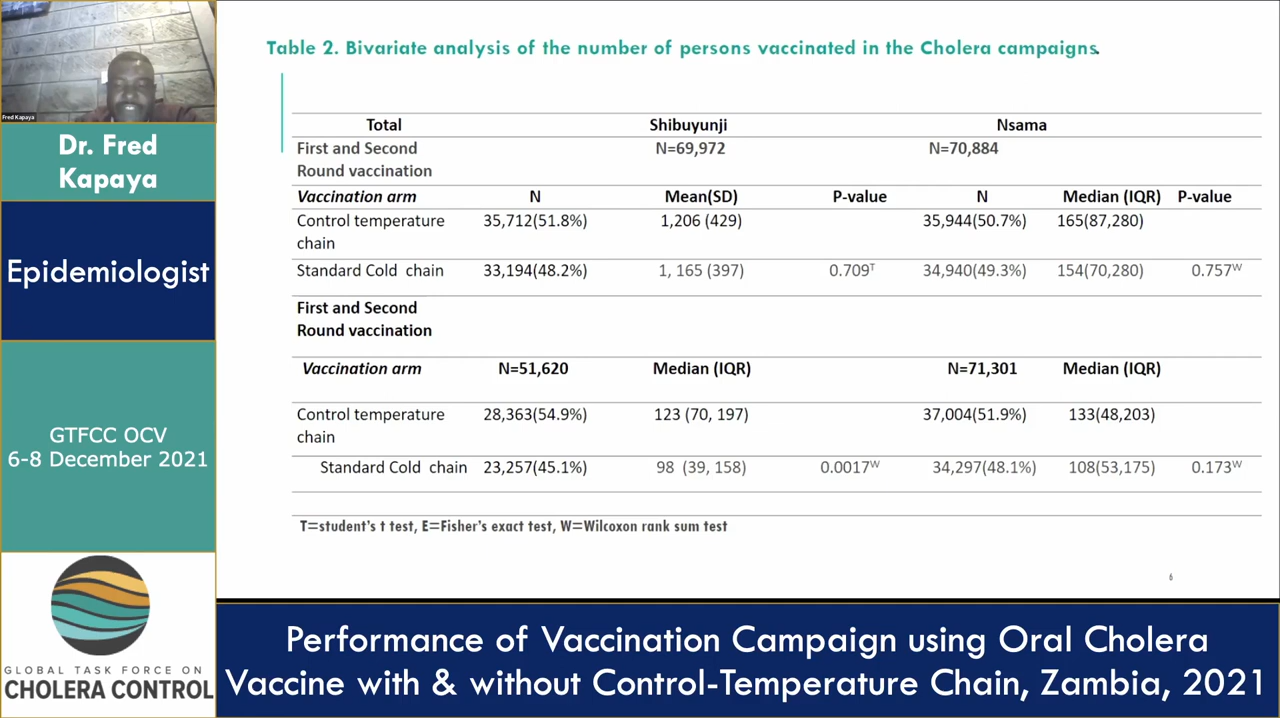 Fred Kapaya
Dr. Fred
Kapaya
Epidemiologist
GTFCC OCV
6-8 December 2021
GLOBAL TASK FORCE ON
CHOLERA CONTROL
Table 2. Bivariate analysis of the number of persons vaccinated in the Cholera campaigns.
Total Shibuyunji Nsama
First and Second N=69,972 N=70,884
Round vaccination
Vaccination arm N Mean(SD) P-value N Median (IQR) P-value
Control temperature 35,712(51.8%) 1,206 (429) 35,944(50.7%) 165(87,280)
chain
Standard Cold chain 33,194(48.2%) 1, 165 (397) 0.709ᵀ 34,940(49.3%) 154(70,280) 0.757ᵂ
First and Second
Round vaccination
Vaccination arm N=51,620 Median (IQR) N=71,301 Median (IQR)
Control temperature 28,363(54.9%) 123 (70, 197) 37,004(51.9%) 133(48,203)
chain
Standard Cold chain 23,257(45.1%) 98 (39, 158) 0.0017ᵂ 34,297(48.1%) 108(53,175) 0.173ᵂ
T=student's t test, E=Fisher's exact test, W=Wilcoxon rank sum test
6
Performance of Vaccination Campaign using Oral Cholera
Vaccine with & without Control-Temperature Chain, Zambia, 2021